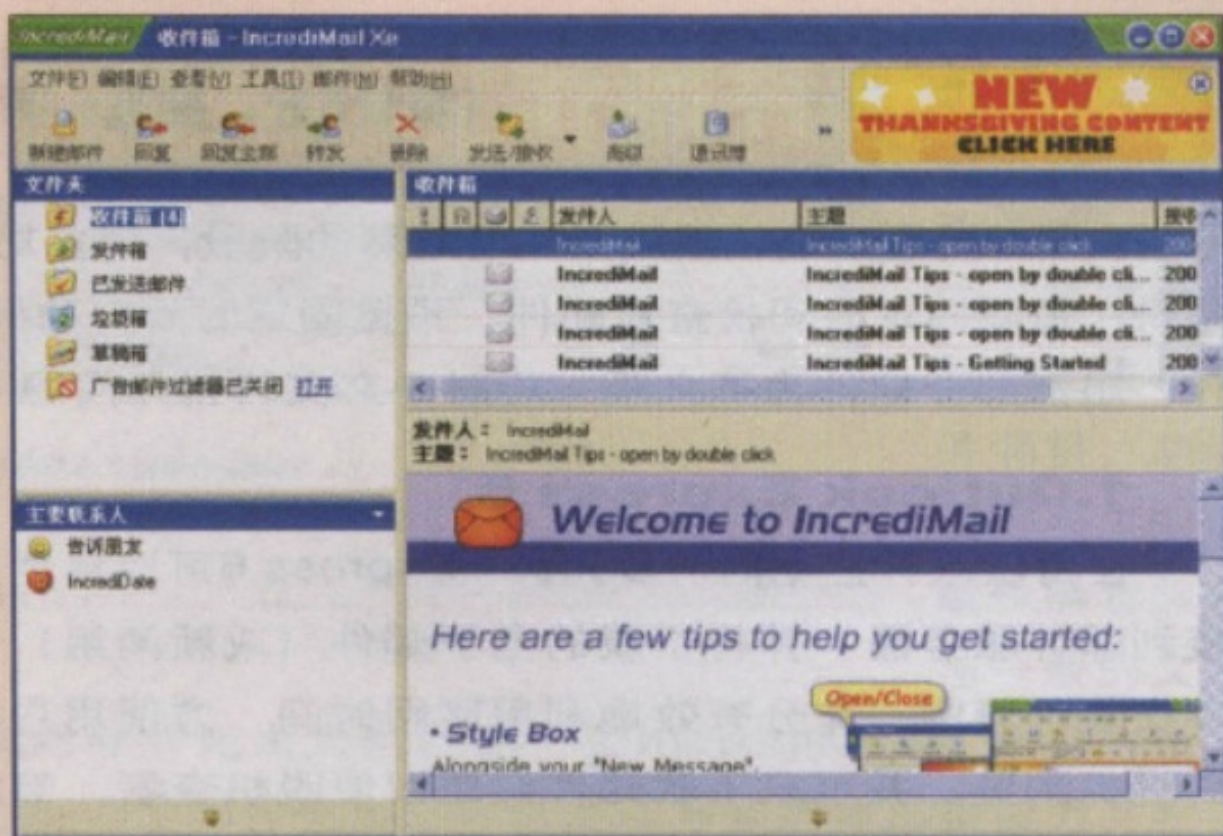 IncrediMail 收件箱 - IncrediMail Xe
文件(F) 编辑(E) 查看(V) 工具(T) 邮件(M) 帮助(H)
NEW
THANKSGIVING CONTENT
CLICK HERE
新建邮件 回复 回复全部 转发 删除 发送/接收 通讯簿
文件夹
收件箱 (4)
发件箱
已发送邮件
垃圾箱
草稿箱
广告邮件过滤器已关闭 打开
主要联系人
告诉朋友
IncrediDate
收件箱
发件人 主题 接收
IncrediMail IncrediMail Tips - open by double click 200
IncrediMail IncrediMail Tips - open by double cli... 200
IncrediMail IncrediMail Tips - open by double cli... 200
IncrediMail IncrediMail Tips - open by double cli... 200
IncrediMail IncrediMail Tips - Getting Started 200
发件人： IncrediMail
主题： IncrediMail Tips - open by double click
Welcome to IncrediMail
Here are a few tips to help you get started:
Open/Close
• Style Box
Alongside your "New Message",